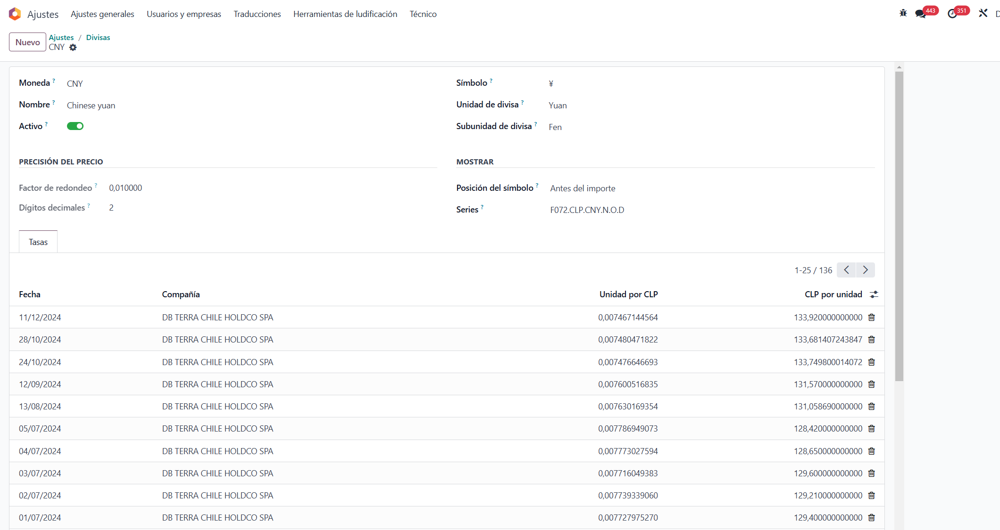 Ajustes Ajustes generales Usuarios y empresas Traducciones Herramientas de ludificación Técnico 443 351
Nuevo Ajustes / Divisas
CNY
Moneda ? CNY Símbolo ? ¥
Nombre ? Chinese yuan Unidad de divisa ? Yuan
Activo ? Subunidad de divisa ? Fen
PRECISIÓN DEL PRECIO MOSTRAR
Factor de redondeo ? 0,010000 Posición del símbolo ? Antes del importe
Dígitos decimales ? 2 Series ? F072.CLP.CNY.N.O.D
Tasas
1-25 / 136
Fecha Compañía Unidad por CLP CLP por unidad
11/12/2024 DB TERRA CHILE HOLDCO SPA 0,007467144564 133,920000000000
28/10/2024 DB TERRA CHILE HOLDCO SPA 0,007480471822 133,681407243847
24/10/2024 DB TERRA CHILE HOLDCO SPA 0,007476646693 133,749800014072
12/09/2024 DB TERRA CHILE HOLDCO SPA 0,007600516835 131,570000000000
13/08/2024 DB TERRA CHILE HOLDCO SPA 0,007630169354 131,058690000000
05/07/2024 DB TERRA CHILE HOLDCO SPA 0,007786949073 128,420000000000
04/07/2024 DB TERRA CHILE HOLDCO SPA 0,007773027594 128,650000000000
03/07/2024 DB TERRA CHILE HOLDCO SPA 0,007716049383 129,600000000000
02/07/2024 DB TERRA CHILE HOLDCO SPA 0,007739339060 129,210000000000
01/07/2024 DB TERRA CHILE HOLDCO SPA 0,007727975270 129,400000000000